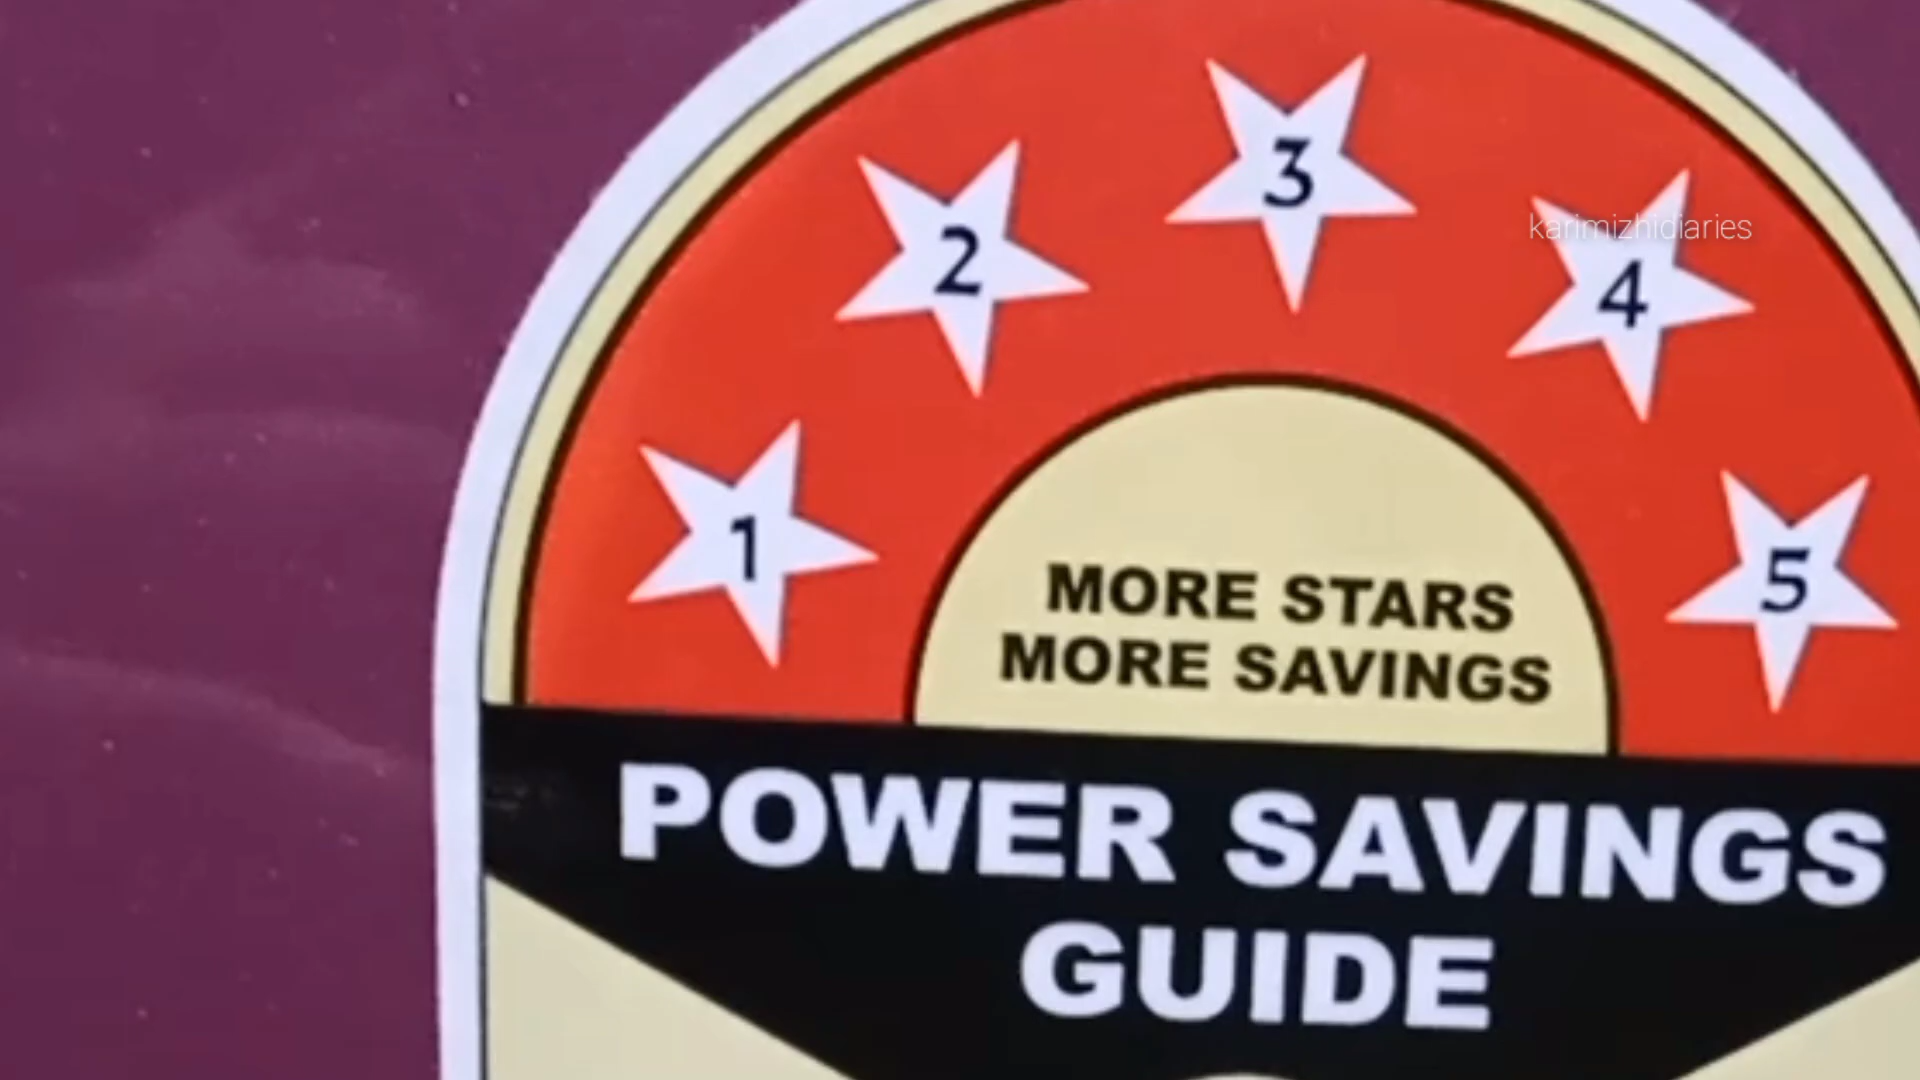 3
2
4
karimizhidiaries
1
5
MORE STARS
MORE SAVINGS
POWER SAVINGS
GUIDE